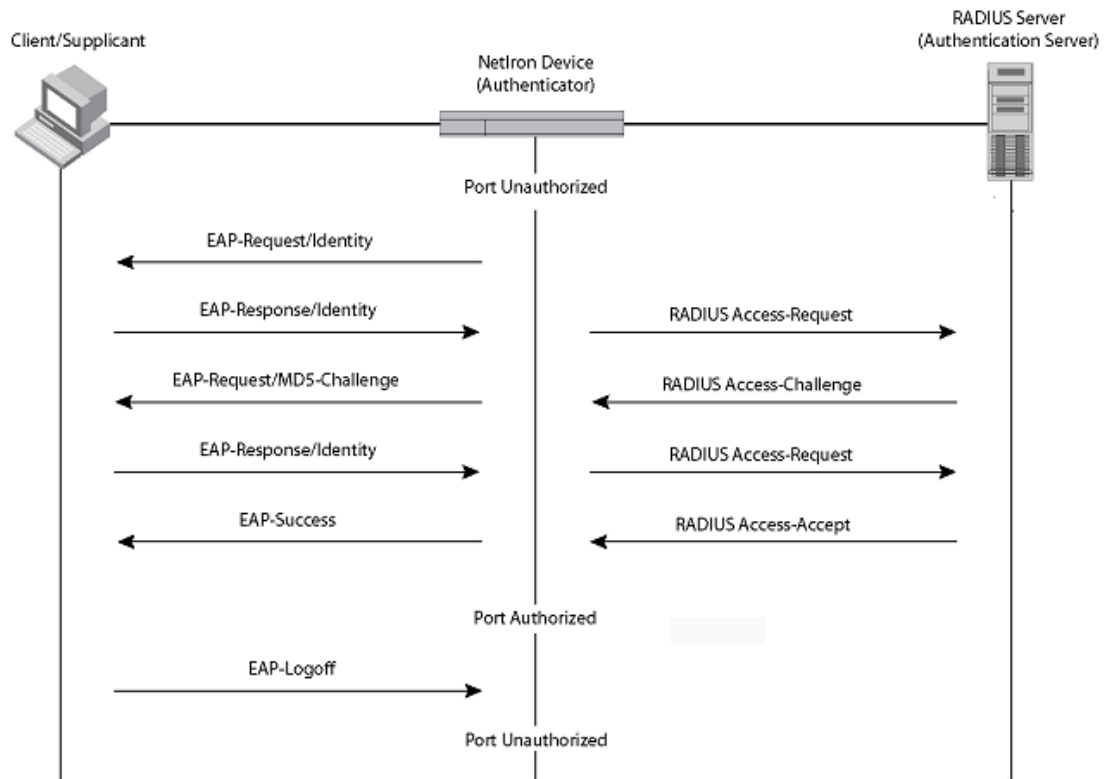 Client/Supplicant
NetIron Device
(Authenticator)
RADIUS Server
(Authentication Server)
Port Unauthorized
EAP-Request/Identity
EAP-Response/Identity
RADIUS Access-Request
EAP-Request/MD5-Challenge
RADIUS Access-Challenge
EAP-Response/Identity
RADIUS Access-Request
EAP-Success
RADIUS Access-Accept
Port Authorized
EAP-Logoff
Port Unauthorized